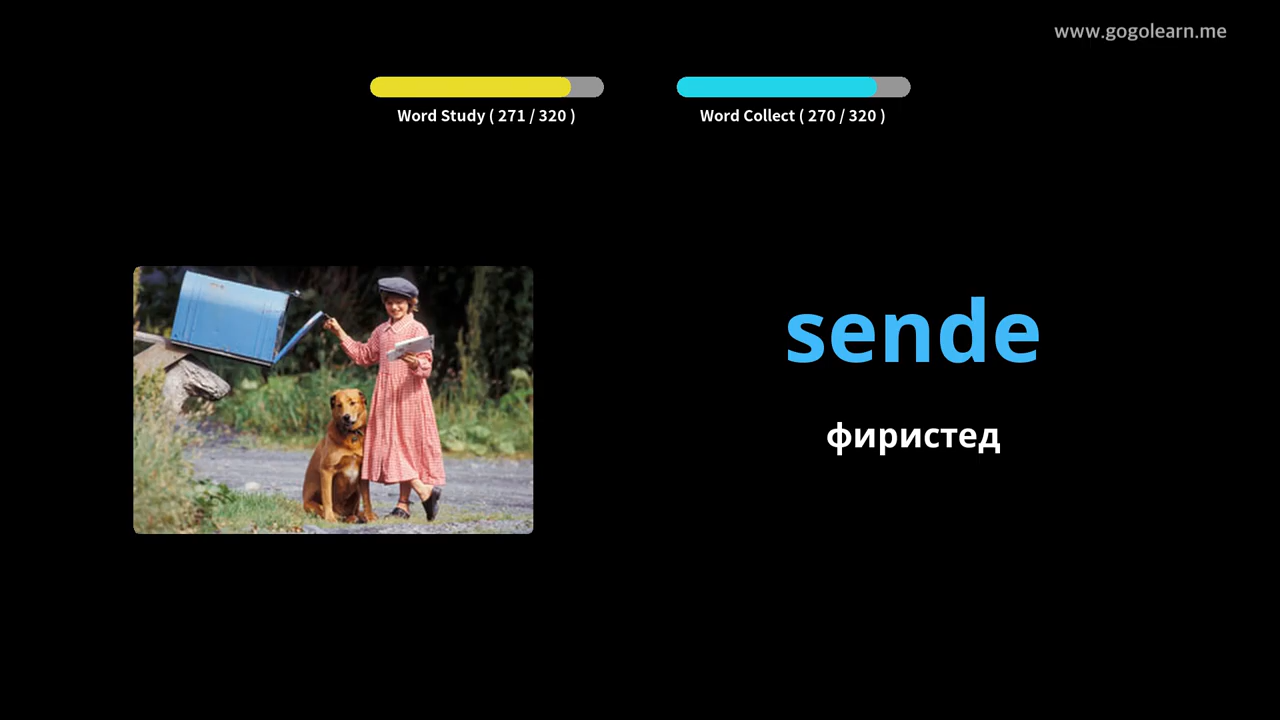 www.gogolearn.me
Word Study ( 271 / 320 )
Word Collect ( 270 / 320 )
sende
фиристед